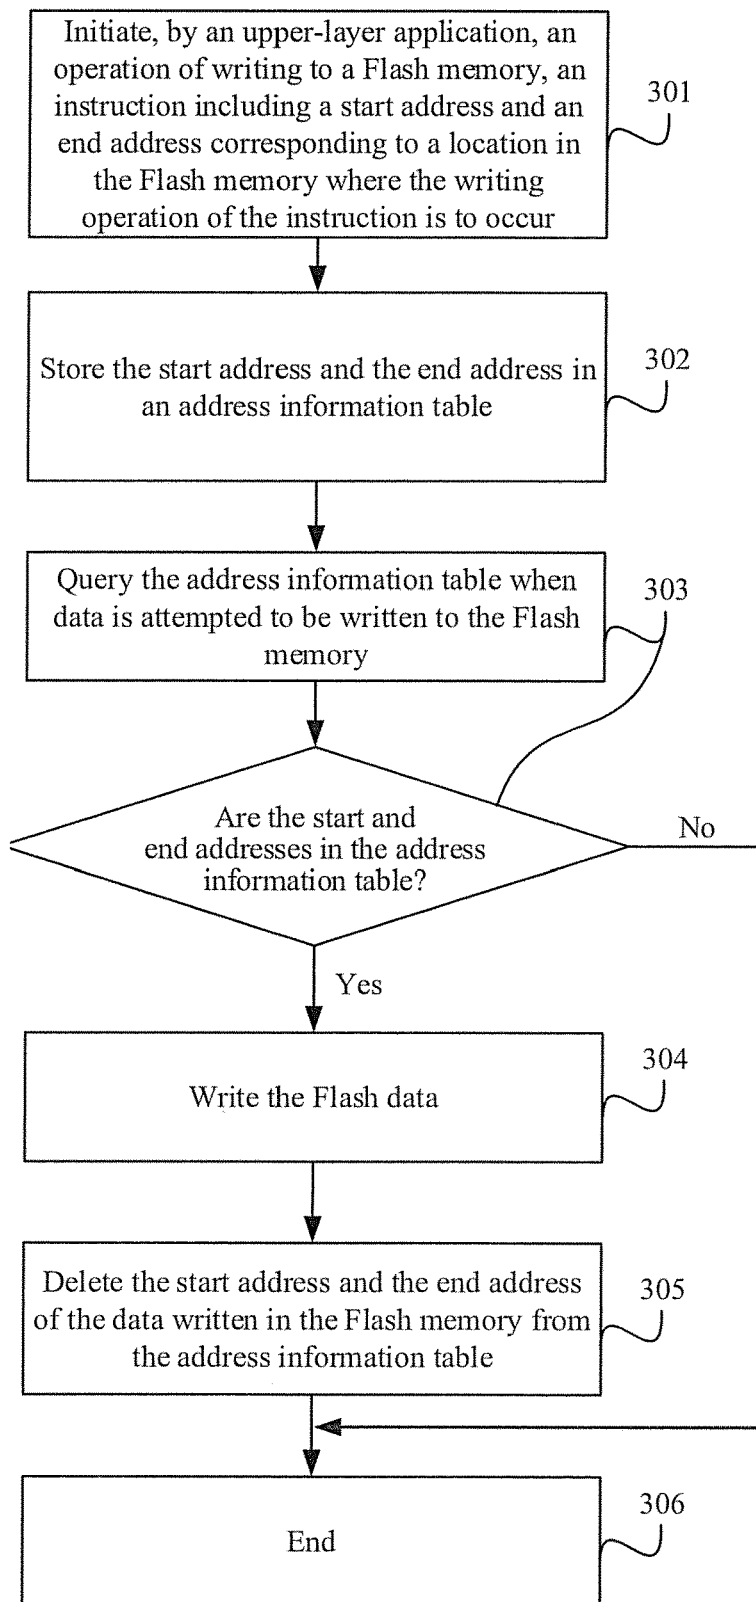 Initiate, by an upper-layer application, an
operation of writing to a Flash memory, an
instruction including a start address and an
end address corresponding to a location in
the Flash memory where the writing
operation of the instruction is to occur
301
Store the start address and the end address in
an address information table
302
Query the address information table when
data is attempted to be written to the Flash
memory
303
Are the start and
end addresses in the address
information table?
No
Yes
Write the Flash data
304
Delete the start address and the end address
of the data written in the Flash memory from
the address information table
305
End
306